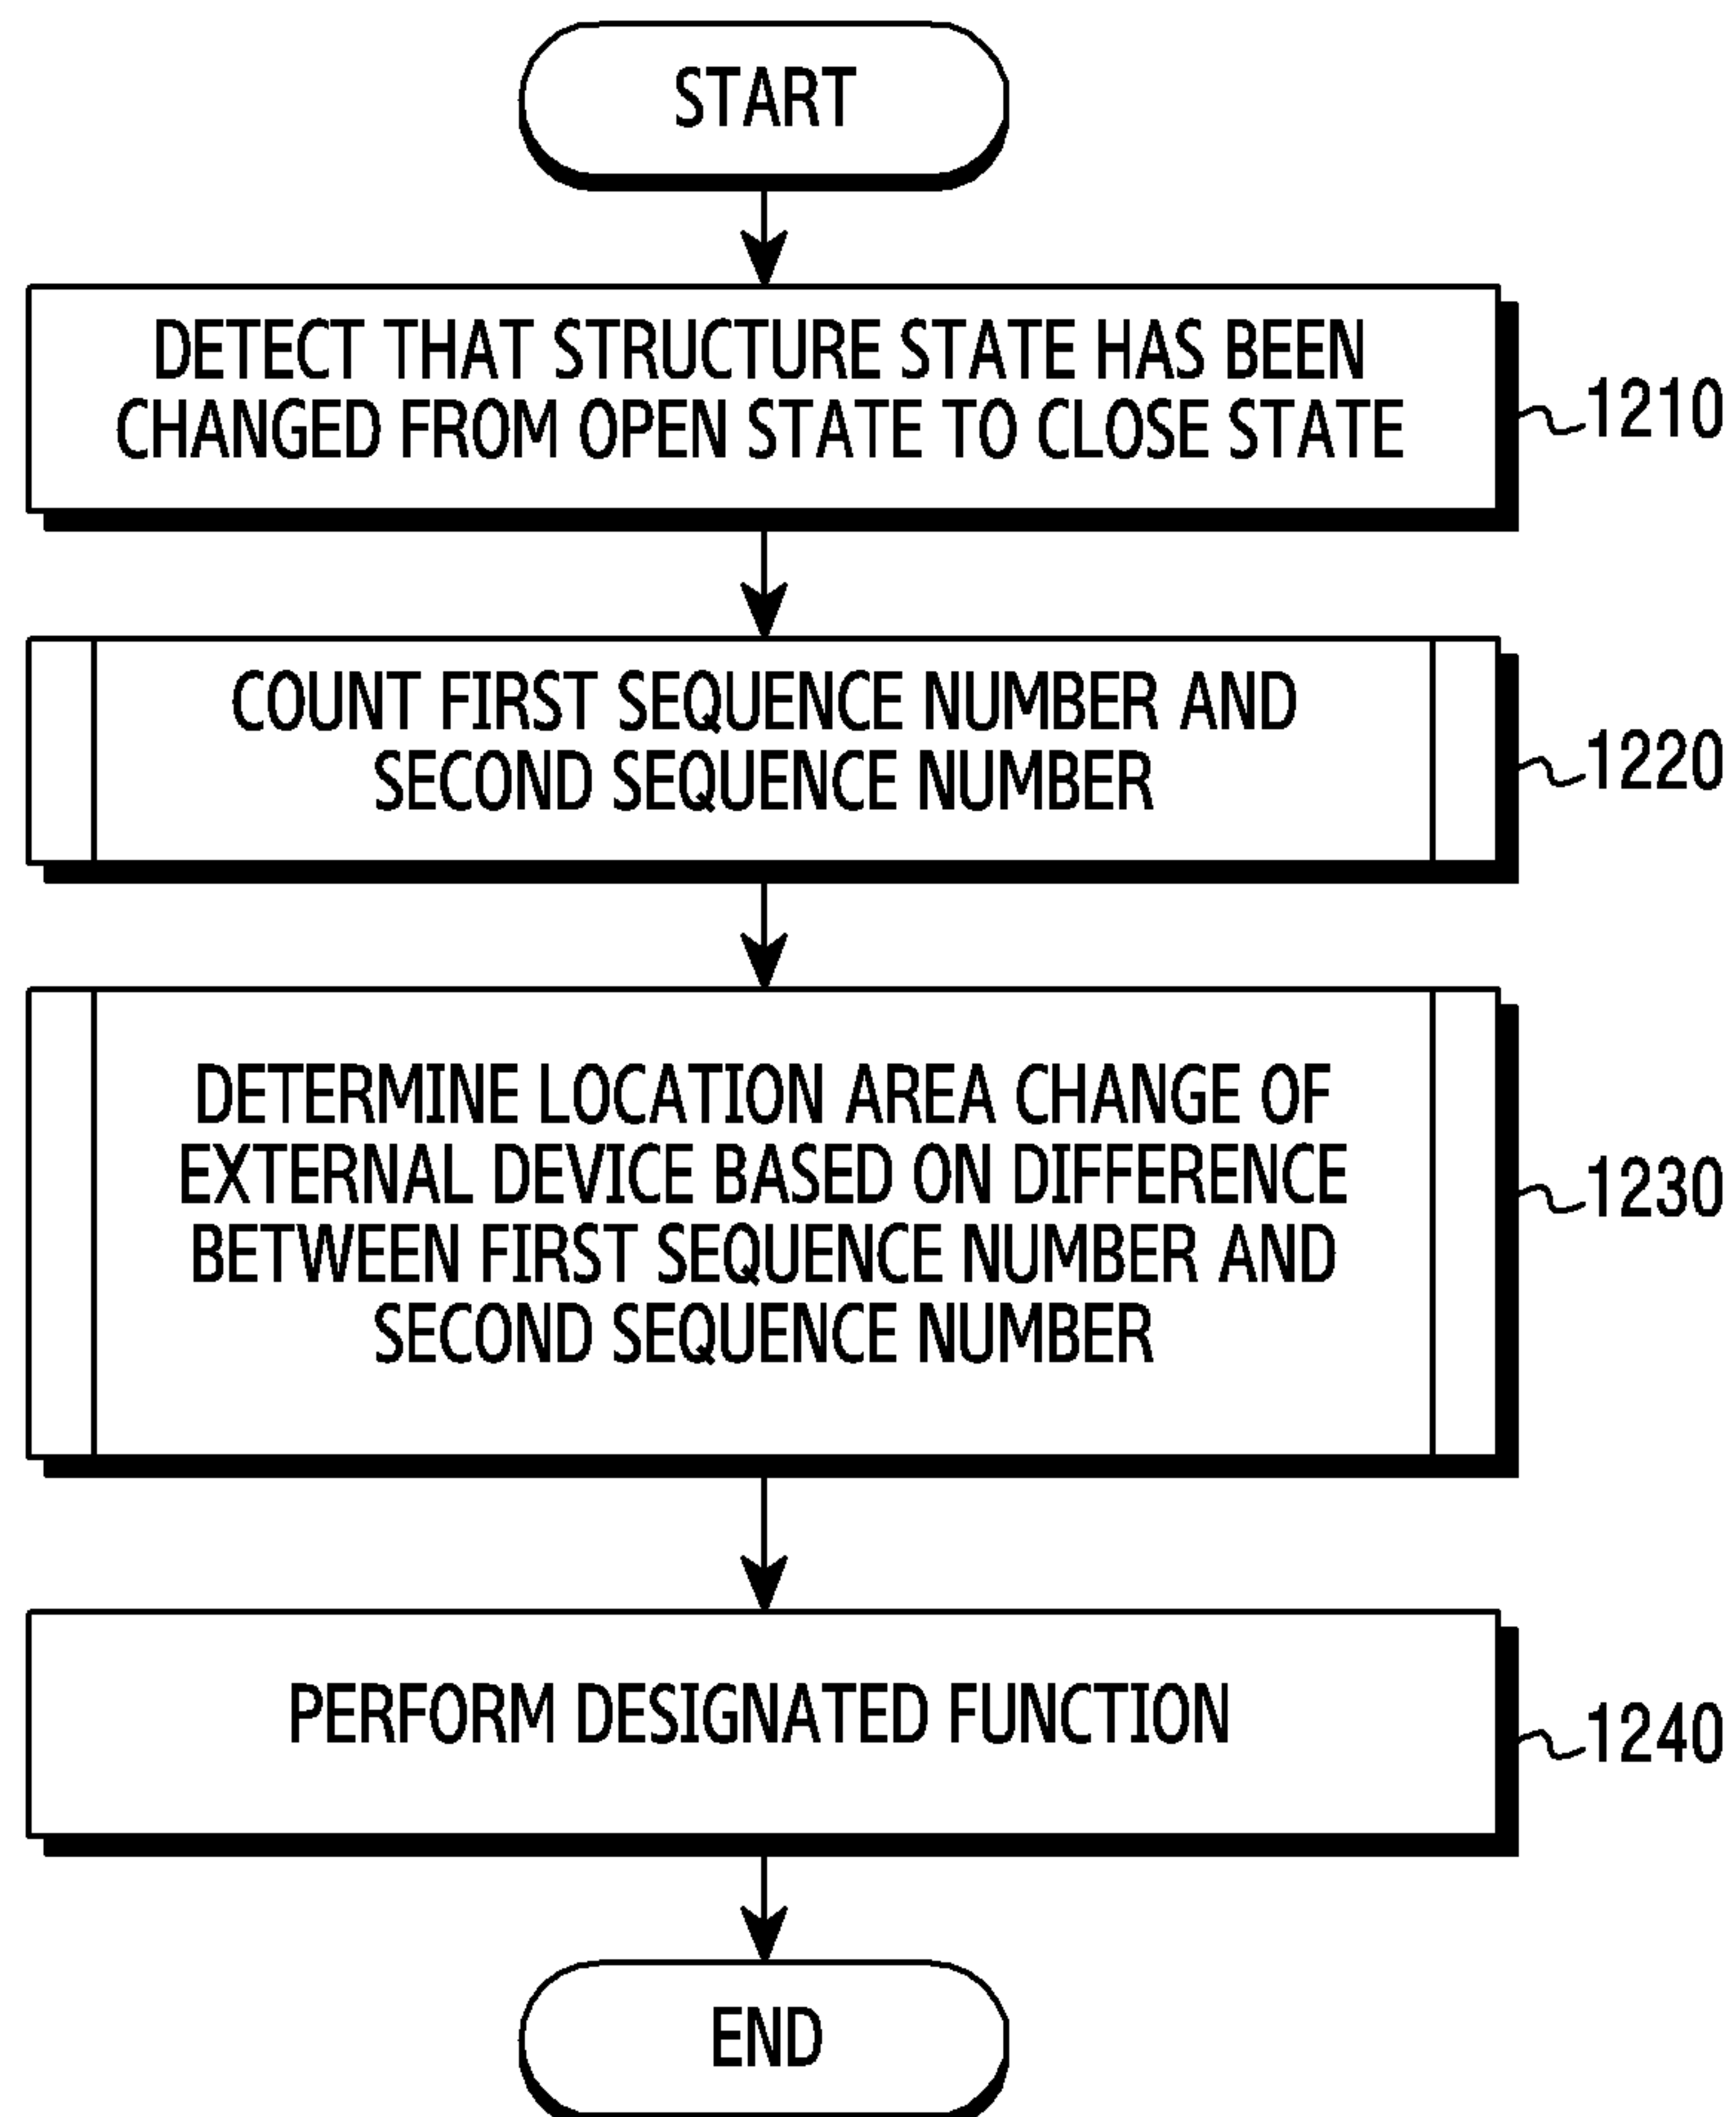 START
DETECT THAT STRUCTURE STATE HAS BEEN
CHANGED FROM OPEN STATE TO CLOSE STATE
1210
COUNT FIRST SEQUENCE NUMBER AND
SECOND SEQUENCE NUMBER
1220
DETERMINE LOCATION AREA CHANGE OF
EXTERNAL DEVICE BASED ON DIFFERENCE
BETWEEN FIRST SEQUENCE NUMBER AND
SECOND SEQUENCE NUMBER
1230
PERFORM DESIGNATED FUNCTION
1240
END